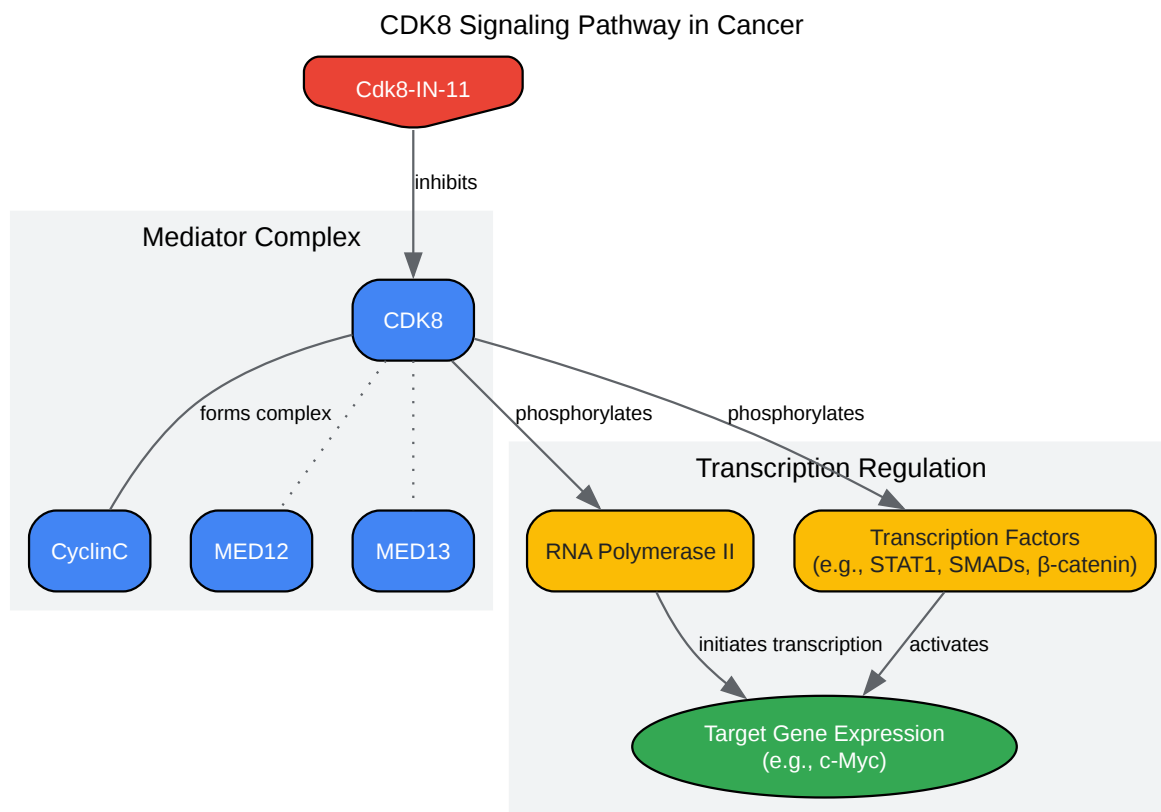 CDK8 Signaling Pathway in Cancer
Cdk8-IN-11
inhibits
Mediator Complex
CDK8
forms complex
phosphorylates
phosphorylates
Transcription Regulation
CyclinC
MED12
MED13
RNA Polymerase II
Transcription Factors
(e.g., STAT1, SMADs, β-catenin)
initiates transcription
activates
Target Gene Expression
(e.g., c-Myc)